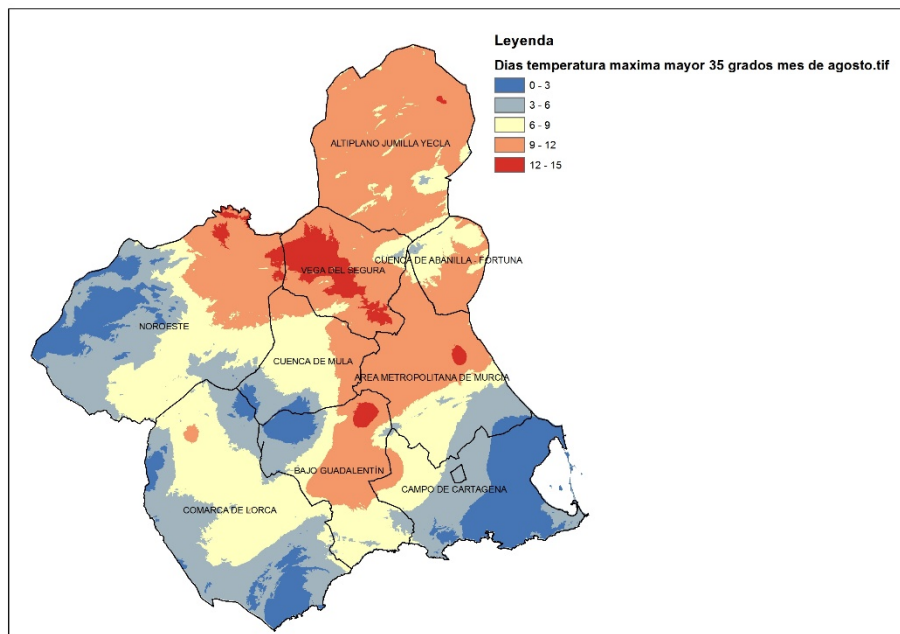 Leyenda
Dias temperatura maxima mayor 35 grados mes de agosto.tif
0 - 3
3 - 6
6 - 9
9 - 12
12 - 15
ALTIPLANO JUMILLA YECLA
CUENCA DE ABANILLA - FORTUNA
VEGA DEL SEGURA
NOROESTE
CUENCA DE MULA
AREA METROPOLITANA DE MURCIA
BAJO GUADALENTÍN
CAMPO DE CARTAGENA
COMARCA DE LORCA